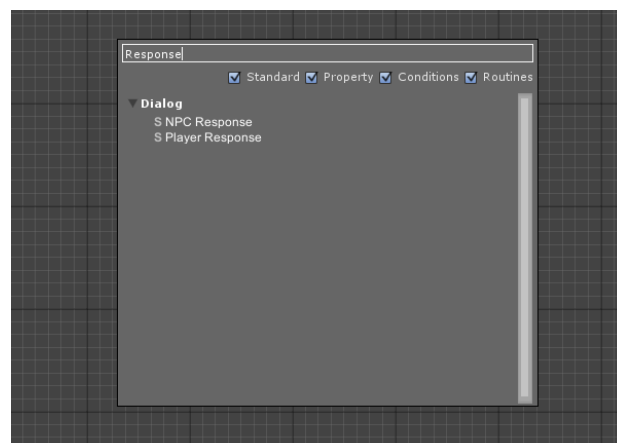 Response
Standard Property Conditions Routines
Dialog
S NPC Response
S Player Response